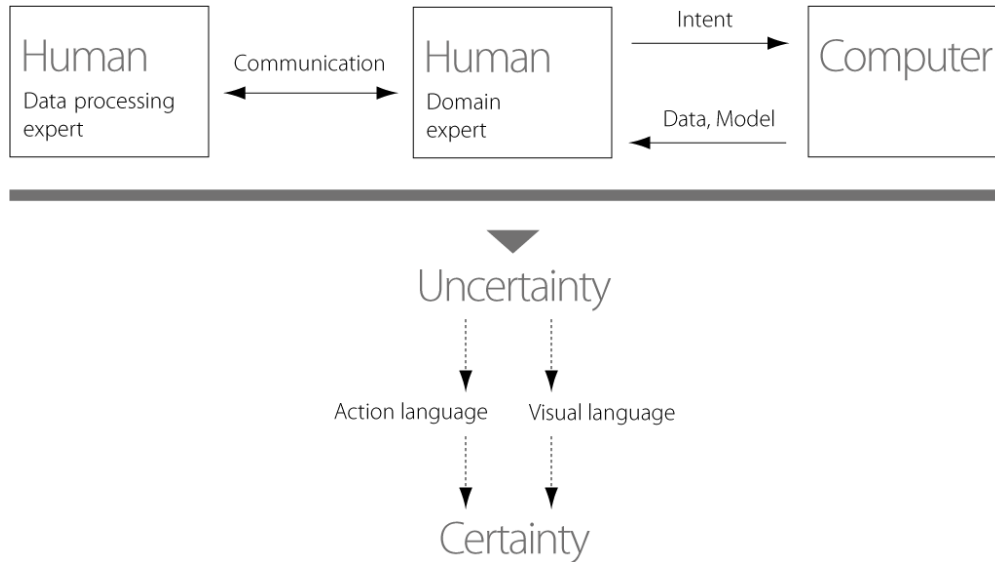 Human
Data processing
expert
Communication
Human
Domain
expert
Intent
Data, Model
Computer
Uncertainty
Action language
Visual language
Certainty